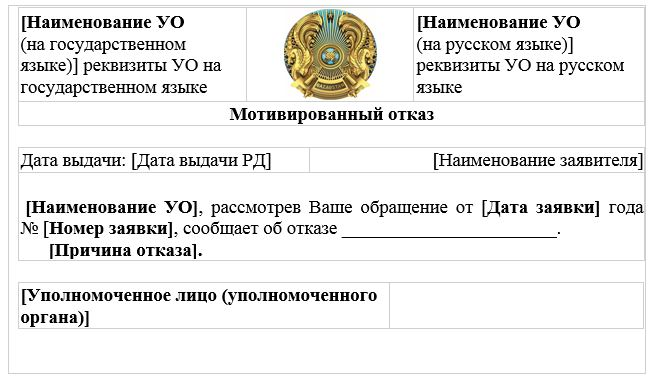 [Наименование УО
(на государственном
языке)] реквизиты УО на
государственном языке
QAZAQSTAN
[Наименование УО
(на русском языке)]
реквизиты УО на русском
языке
Мотивированный отказ
Дата выдачи: [Дата выдачи РД]
[Наименование заявителя]
[Наименование УО], рассмотрев Ваше обращение от [Дата заявки] года
№ [Номер заявки], сообщает об отказе ________________________.
[Причина отказа].
[Уполномоченное лицо (уполномоченного
органа)]